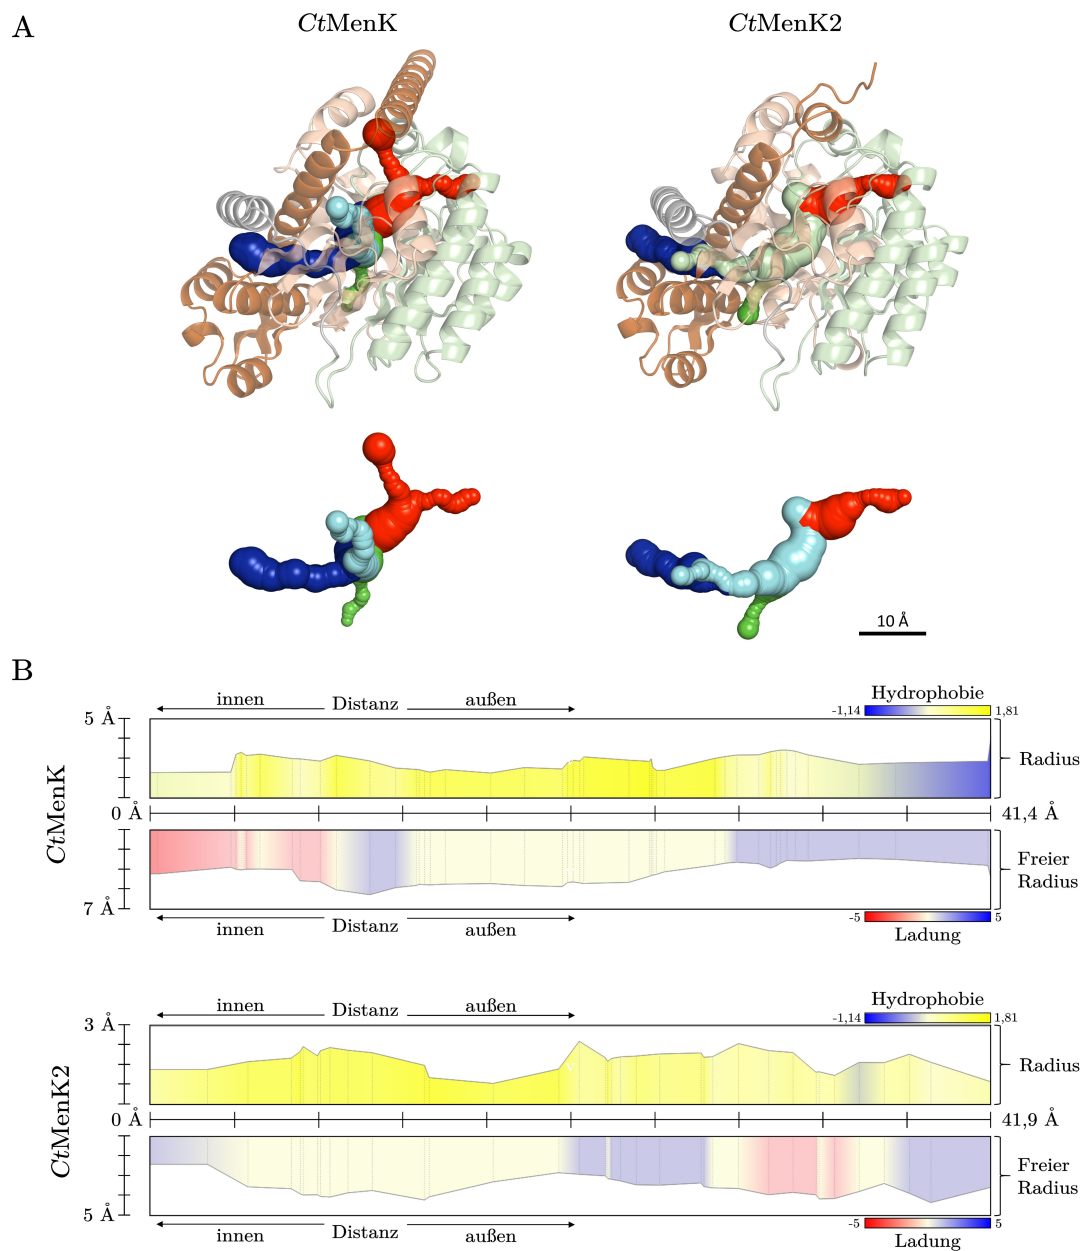 A
CtMenK
CtMenK2
10 Å
B
innen
Distanz
außen
Hydrophobie
-1,14
1,81
5 Å
Radius
CtMenK
0 Å
41,4 Å
Freier
Radius
7 Å
innen
Distanz
außen
-5
5
Ladung
innen
Distanz
außen
Hydrophobie
-1,14
1,81
3 Å
Radius
CtMenK2
0 Å
41,9 Å
Freier
Radius
5 Å
innen
Distanz
außen
-5
5
Ladung